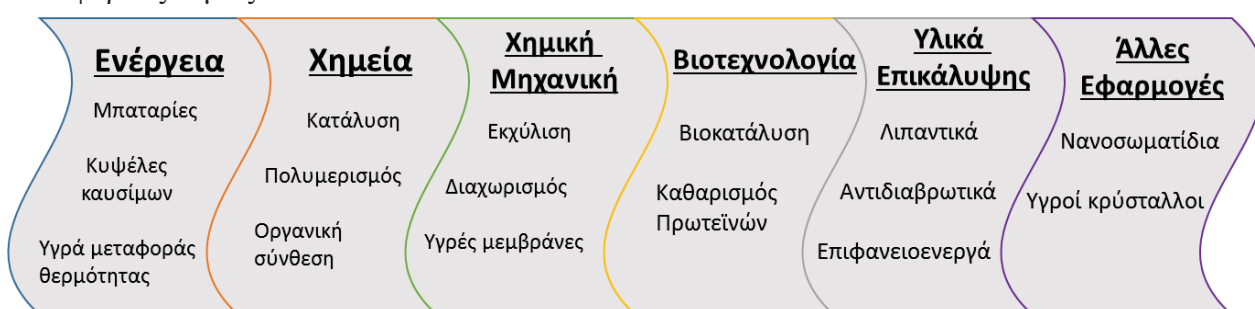 Ενέργεια
Μπαταρίες
Κυψέλες
καυσίμων
Υγρά μεταφοράς
θερμότητας
Χημεία
Κατάλυση
Πολυμερισμός
Οργανική
σύνθεση
Χημική
Μηχανική
Εκχύλιση
Διαχωρισμός
Υγρές μεμβράνες
Βιοτεχνολογία
Βιοκατάλυση
Καθαρισμός
Πρωτεϊνών
Υλικά
Επικάλυψης
Λιπαντικά
Αντιδιαβρωτικά
Επιφανειοενεργά
Άλλες
Εφαρμογές
Νανοσωματίδια
Υγροί κρύσταλλοι